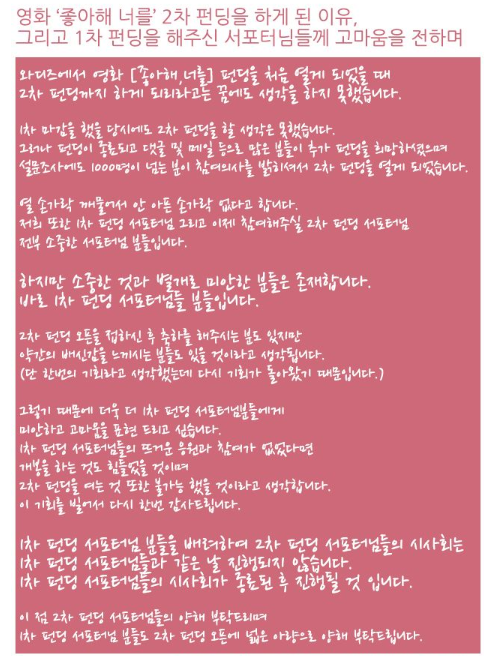 영화 '좋아해 너를' 2차 펀딩을 하게 된 이유,
그리고 1차 펀딩을 해주신 서포터님들께 고마움을 전하며
와디즈에서 영화 [좋아해,너를] 펀딩을 처음 열게 되었을 때
2차 펀딩까지 하게 되리라고는 꿈에도 생각을 하지 못했습니다.
1차 마감을 했을 당시에도 2차 펀딩을 할 생각은 못했습니다.
그러나 펀딩이 종료되고 댓글 및 메일 등으로 많은 분들이 추가 펀딩을 희망하셨으며
설문조사에도 1000명이 넘는 분이 참여의사를 밝히셔서 2차 펀딩을 열게 되었습니다.
열 손가락 깨물어서 안 아픈 손가락 없다고 합니다.
저희 또한 1차 펀딩 서포터님 그리고 이제 참여해주실 2차 펀딩 서포터님
전부 소중한 서포터님 분들입니다.
하지만 소중한 것과 별개로 미안한 분들은 존재합니다.
바로 1차 펀딩 서포터님들 분들입니다.
2차 펀딩 오픈을 접하신 후 축하를 해주시는 분도 있지만
약간의 배신감을 느끼시는 분들도 있을 것이라고 생각됩니다.
(단 한번의 기회라고 생각했는데 다시 기회가 돌아왔기 때문입니다.)
그렇기 때문에 더욱 더 1차 펀딩 서포터님분들에게
미안하고 고마움을 표현 드리고 싶습니다.
1차 펀딩 서포터님들의 뜨거운 응원과 참여가 없었다면
개봉을 하는 것도 힘들었을 것이며
2차 펀딩을 여는 것 또한 불가능 했을 것이라고 생각합니다.
이 기회를 빌어서 다시 한번 감사드립니다.
1차 펀딩 서포터님 분들을 배려하여 2차 펀딩 서포터님들의 시사회는
1차 펀딩 서포터님들과 같은 날 진행되지 않습니다.
1차 펀딩 서포터님들의 시사회가 종료된 후 진행될 것 입니다.
이 점 2차 펀딩 서포터님들의 양해 부탁드리며
1차 펀딩 서포터님 분들도 2차 펀딩 오픈에 넓은 아량으로 양해 부탁드립니다.